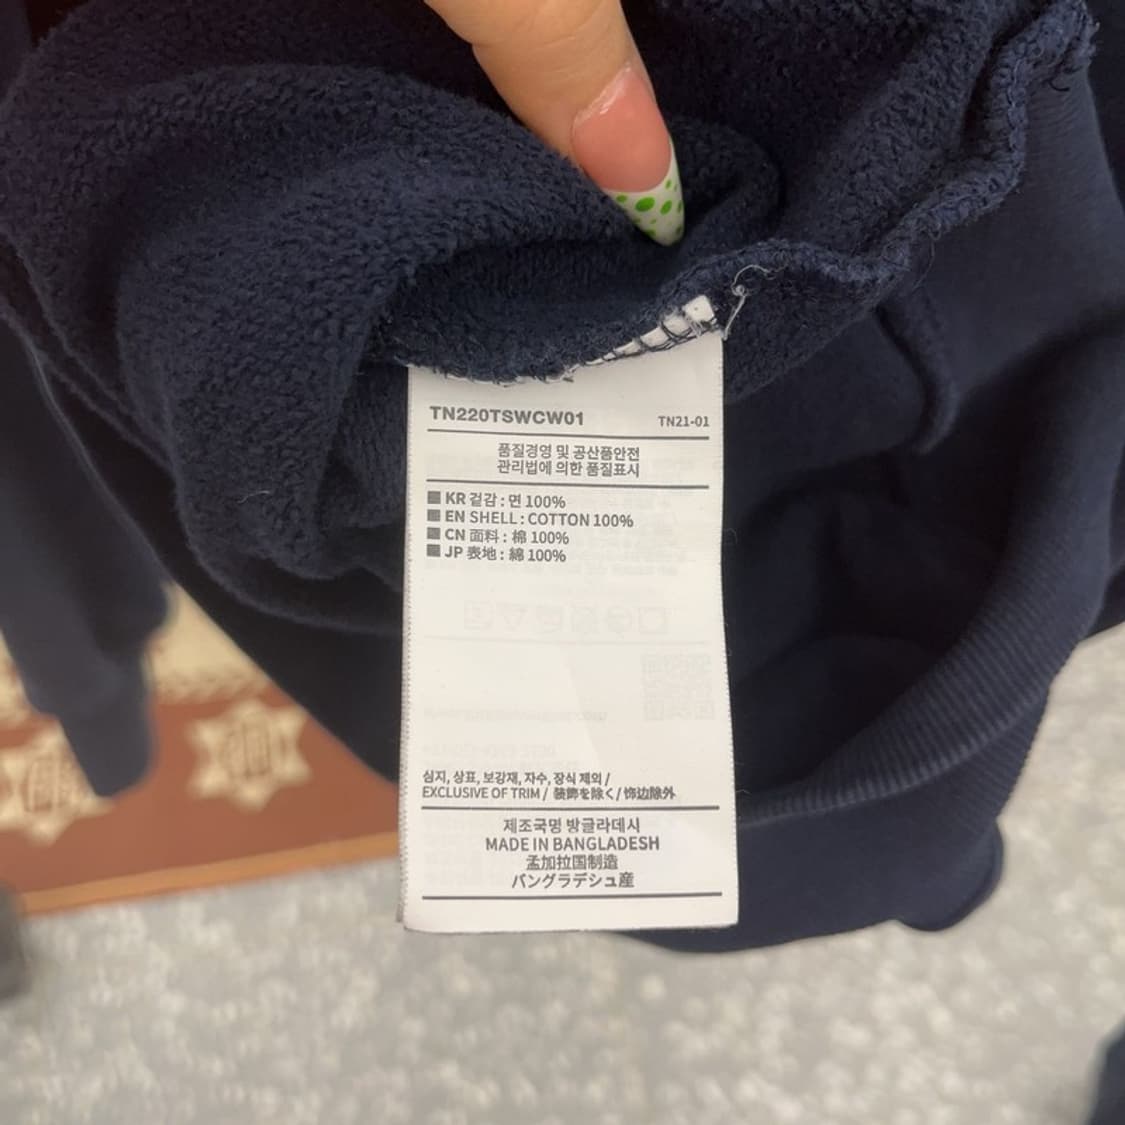 TN220TSWCW01
TN21-01
품질경영 및 공산품안전
관리법에 의한 품질표시
KR 겉감 : 면 100%
EN SHELL : COTTON 100%
CN 面料 : 棉 100%
JP 表地 : 綿 100%
심지, 상표, 보강재, 자수, 장식 제외 /
EXCLUSIVE OF TRIM / 装飾を除く/ 饰边除外
제조국명 방글라데시
MADE IN BANGLADESH
孟加拉国制造
バングラデシュ産